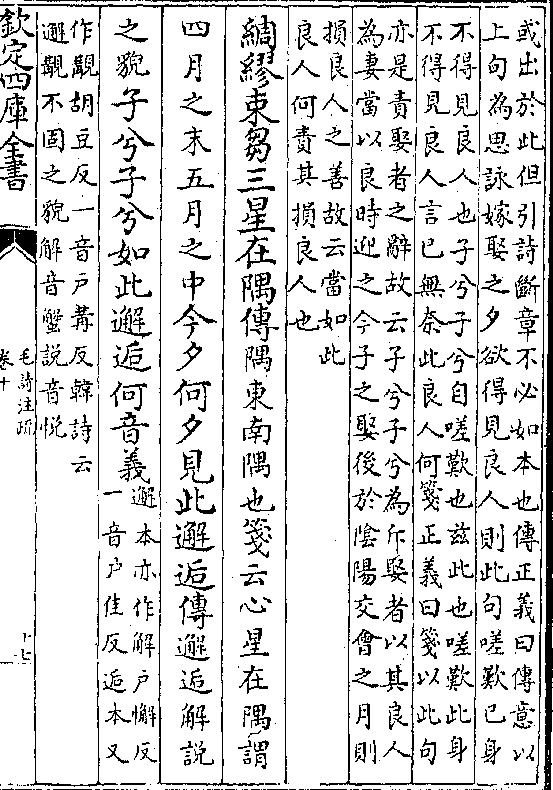 或出於此但引詩斷章不必如本也傳正義曰傳意以
上句為思詠嫁娶之夕欲得見良人則此句嗟歎已身
不得見良人也子兮子兮自嗟歎也兹此也嗟歎此身
不得見良人言已無奈此良人何箋正義曰箋以此句
亦是責娶者之辭故云子兮子兮為斥娶者以其良人
為妻當以良時迎之今子之娶後於陰陽交會之月則
損良人之善故云當如此
良人何責其損良人也
綢繆束芻三星在隅傳隅東南隅也箋云心星在隅謂
四月之末五月之中今夕何夕見此邂逅傳邂逅解説
之貌子兮子兮如此邂逅何音義
邂本亦作解户懈反
一音户佳反逅本又
作覯胡豆反一音户冓反韓詩云
邂覯不固之貌解音蟹説音悦
欽定四庫全書
毛詩注疏
卷十
十七